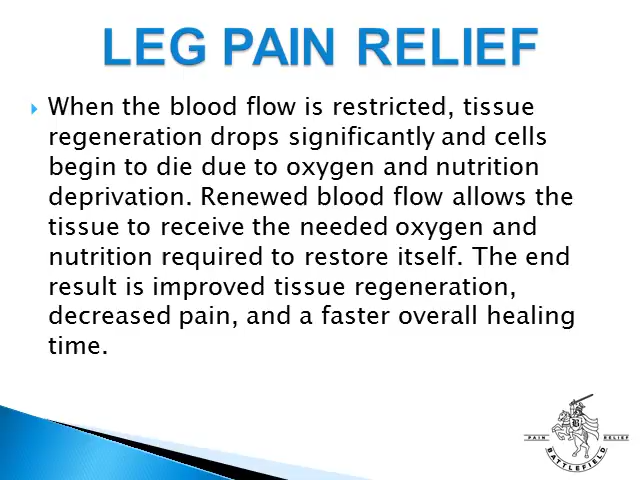 LEG PAIN RELIEF
When the blood flow is restricted, tissue
regeneration drops significantly and cells
begin to die due to oxygen and nutrition
deprivation. Renewed blood flow allows the
tissue to receive the needed oxygen and
nutrition required to restore itself. The end
result is improved tissue regeneration,
decreased pain, and a faster overall healing
time.
B
PAIN RELIEF
BATTLEFIELD